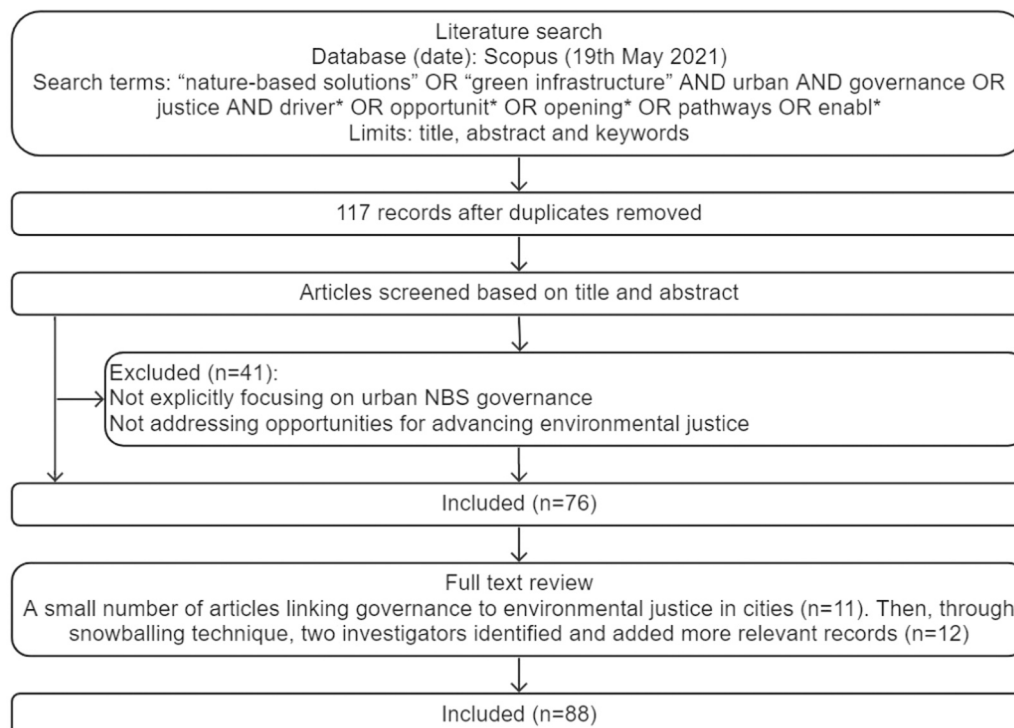 Literature search
Database (date): Scopus (19th May 2021)
Search terms: “nature-based solutions” OR “green infrastructure” AND urban AND governance OR
justice AND driver* OR opportunit* OR opening* OR pathways OR enabl*
Limits: title, abstract and keywords
117 records after duplicates removed
Articles screened based on title and abstract
Excluded (n=41):
Not explicitly focusing on urban NBS governance
Not addressing opportunities for advancing environmental justice
Included (n=76)
Full text review
A small number of articles linking governance to environmental justice in cities (n=11). Then, through
snowballing technique, two investigators identified and added more relevant records (n=12)
Included (n=88)